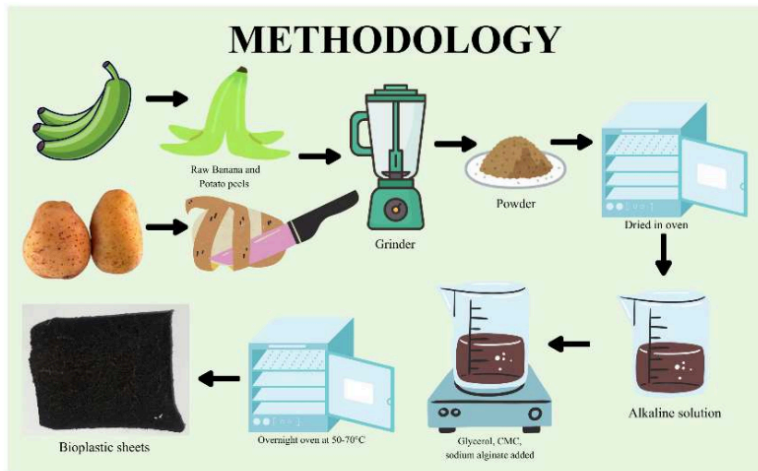 METHODOLOGY
Raw Banana and
Potato peels
Grinder
Powder
Dried in oven
Alkaline solution
Glycerol, CMC,
sodium alginate added
Overnight oven at 50-70°C
Bioplastic sheets